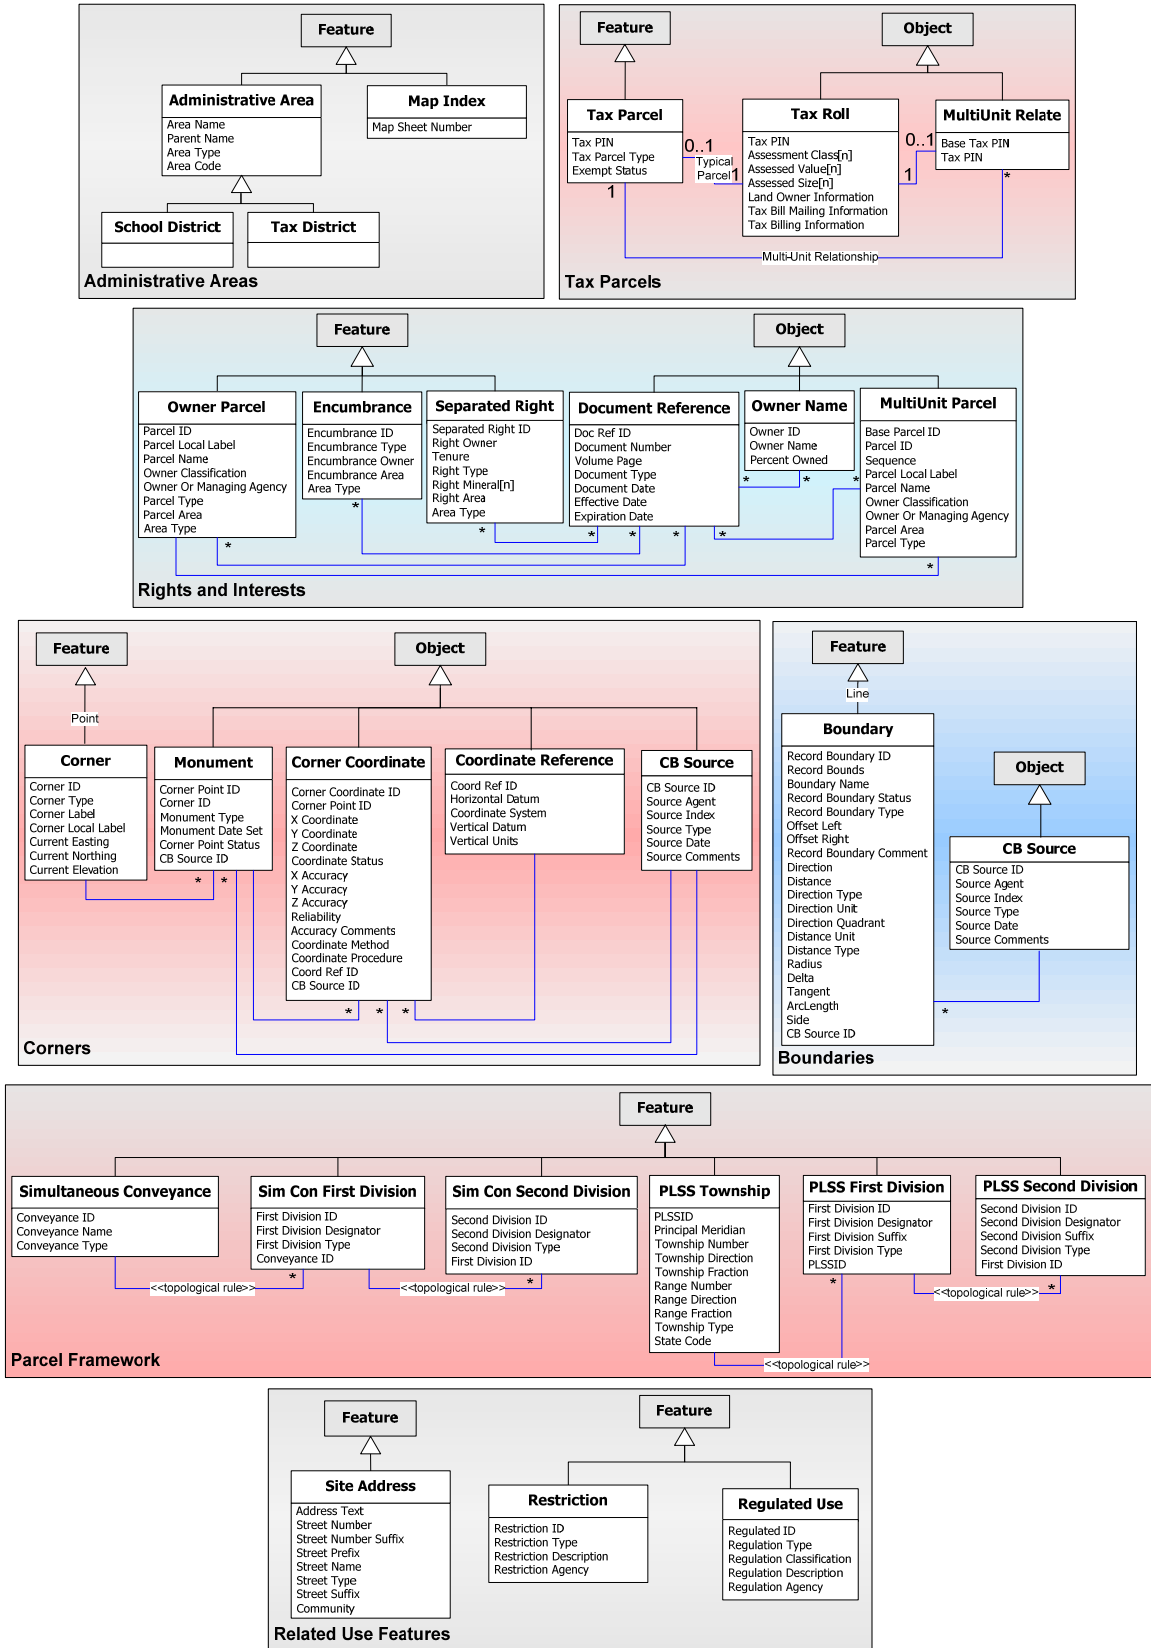 Feature
Administrative Area
Area Name
Parent Name
Area Type
Area Code
Map Index
Map Sheet Number
School District
Tax District
Administrative Areas
Feature
Object
Tax Parcel
Tax PIN
Tax Parcel Type
Exempt Status
Tax Roll
Tax PIN
Assessment Class[n]
Assessed Value[n]
Assessed Size[n]
Land Owner Information
Tax Bill Mailing Information
Tax Billing Information
MultiUnit Relate
Base Tax PIN
Tax PIN
0..1
Typical
Parcel
1
0..1
1
1
*
Multi-Unit Relationship
Tax Parcels
Feature
Object
Owner Parcel
Parcel ID
Parcel Local Label
Parcel Name
Owner Classification
Owner Or Managing Agency
Parcel Type
Parcel Area
Area Type
Encumbrance
Encumbrance ID
Encumbrance Type
Encumbrance Owner
Encumbrance Area
Area Type
Separated Right
Separated Right ID
Right Owner
Tenure
Right Type
Right Mineral[n]
Right Area
Area Type
Document Reference
Doc Ref ID
Document Number
Volume Page
Document Type
Document Date
Effective Date
Expiration Date
Owner Name
Owner ID
Owner Name
Percent Owned
MultiUnit Parcel
Base Parcel ID
Parcel ID
Sequence
Parcel Local Label
Parcel Name
Owner Classification
Owner Or Managing Agency
Parcel Area
Parcel Type
* * *
*
*
* * * * *
*
Rights and Interests
Feature
Object
Point
Corner
Corner ID
Corner Type
Corner Label
Corner Local Label
Current Easting
Current Northing
Current Elevation
Monument
Corner Point ID
Corner ID
Monument Type
Monument Date Set
Corner Point Status
CB Source ID
Corner Coordinate
Corner Coordinate ID
Corner Point ID
X Coordinate
Y Coordinate
Z Coordinate
Coordinate Status
X Accuracy
Y Accuracy
Z Accuracy
Reliability
Accuracy Comments
Coordinate Method
Coordinate Procedure
Coord Ref ID
CB Source ID
Coordinate Reference
Coord Ref ID
Horizontal Datum
Coordinate System
Vertical Datum
Vertical Units
CB Source
CB Source ID
Source Agent
Source Index
Source Type
Source Date
Source Comments
* *
* * *
Corners
Feature
Line
Boundary
Record Boundary ID
Record Bounds
Boundary Name
Record Boundary Status
Record Boundary Type
Offset Left
Offset Right
Record Boundary Comment
Direction
Distance
Direction Type
Direction Unit
Direction Quadrant
Distance Unit
Distance Type
Radius
Delta
Tangent
ArcLength
Side
CB Source ID
Object
CB Source
CB Source ID
Source Agent
Source Index
Source Type
Source Date
Source Comments
*
Boundaries
Feature
Simultaneous Conveyance
Conveyance ID
Conveyance Name
Conveyance Type
Sim Con First Division
First Division ID
First Division Designator
First Division Type
Conveyance ID
Sim Con Second Division
Second Division ID
Second Division Designator
Second Division Type
First Division ID
PLSS Township
PLSSID
Principal Meridian
Township Number
Township Direction
Township Fraction
Range Number
Range Direction
Range Fraction
Township Type
State Code
PLSS First Division
First Division ID
First Division Designator
First Division Suffix
First Division Type
PLSSID
PLSS Second Division
Second Division ID
Second Division Designator
Second Division Suffix
Second Division Type
First Division ID
<<topological rule>> *
<<topological rule>> *
* <<topological rule>> *
<<topological rule>>
Parcel Framework
Feature
Feature
Site Address
Address Text
Street Number
Street Number Suffix
Street Prefix
Street Name
Street Type
Street Suffix
Community
Restriction
Restriction ID
Restriction Type
Restriction Description
Restriction Agency
Regulated Use
Regulated ID
Regulation Type
Regulation Classification
Regulation Description
Regulation Agency
Related Use Features